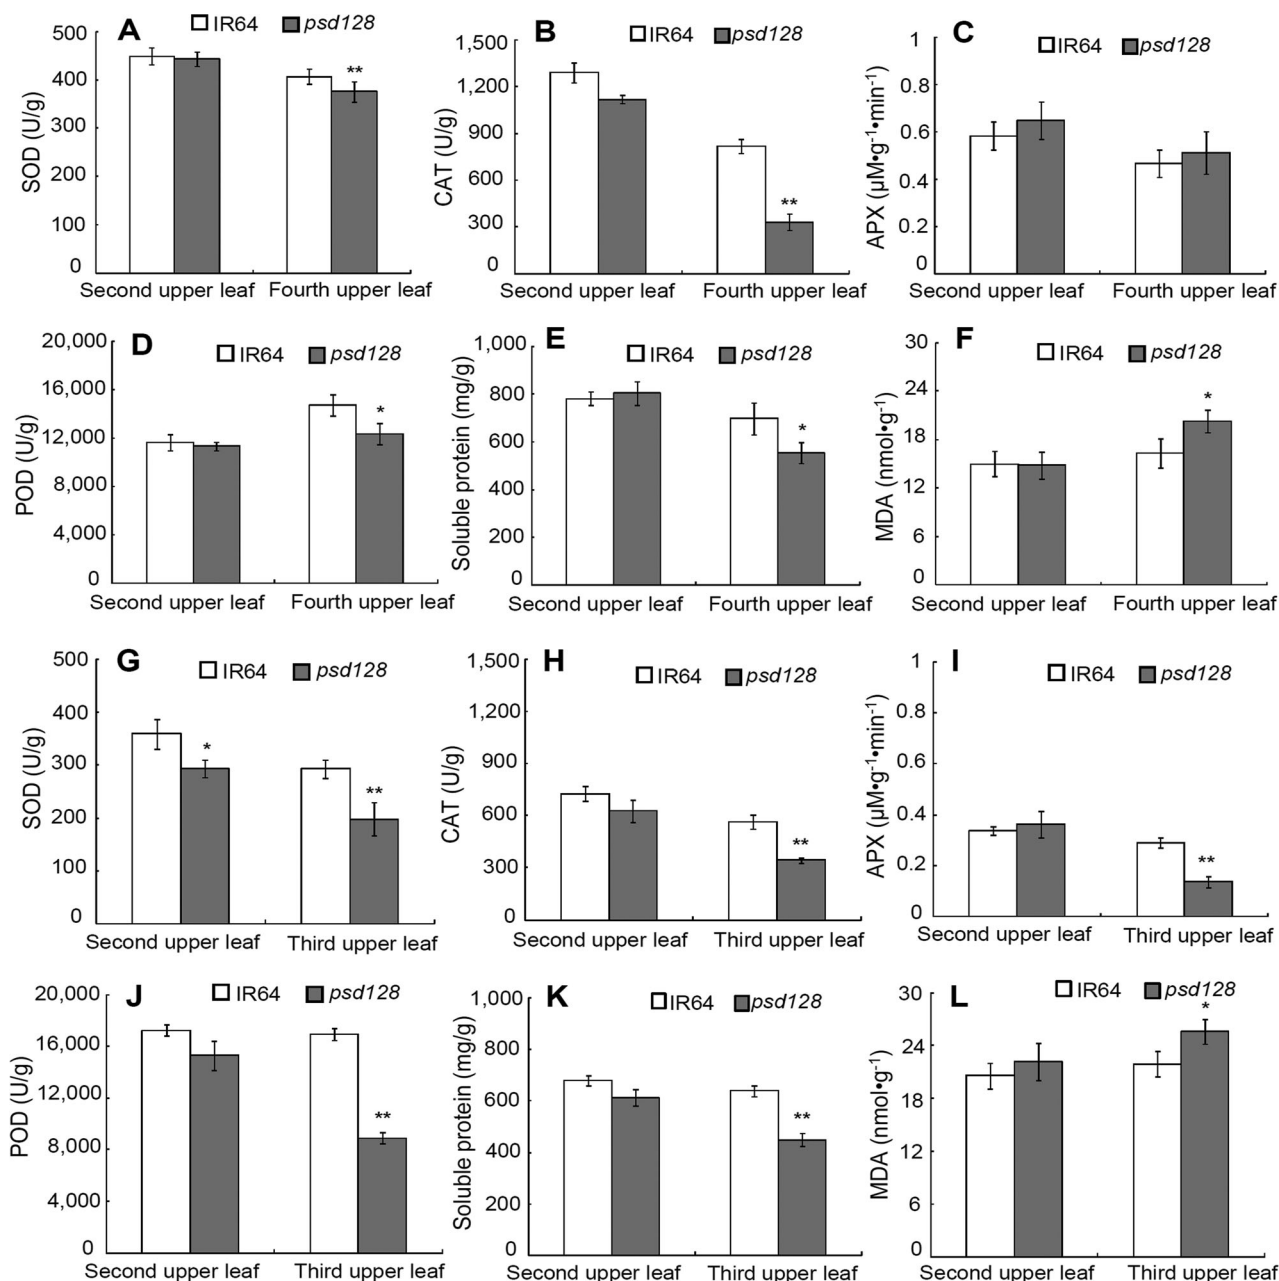 A IR64 psd128
SOD (U/g)
500
400
300
200
100
0
**
Second upper leaf Fourth upper leaf
B IR64 psd128
CAT (U/g)
1,500
1,200
900
600
300
0
**
Second upper leaf Fourth upper leaf
C IR64 psd128
APX (µM•g-1•min-1)
1
0.8
0.6
0.4
0.2
0
Second upper leaf Fourth upper leaf
D IR64 psd128
POD (U/g)
20,000
16,000
12,000
8,000
4,000
0
*
Second upper leaf Fourth upper leaf
E IR64 psd128
Soluble protein (mg/g)
1,000
800
600
400
200
0
*
Second upper leaf Fourth upper leaf
F IR64 psd128
MDA (nmol•g-1)
30
24
18
12
6
0
*
Second upper leaf Fourth upper leaf
G IR64 psd128
SOD (U/g)
500
400
300
200
100
0
*
**
Second upper leaf Third upper leaf
H IR64 psd128
CAT (U/g)
1,500
1,200
900
600
300
0
**
Second upper leaf Third upper leaf
I IR64 psd128
APX (µM•g-1•min-1)
1
0.8
0.6
0.4
0.2
0
**
Second upper leaf Third upper leaf
J IR64 psd128
POD (U/g)
20,000
16,000
12,000
8,000
4,000
0
**
Second upper leaf Third upper leaf
K IR64 psd128
Soluble protein (mg/g)
1,000
800
600
400
200
0
**
Second upper leaf Third upper leaf
L IR64 psd128
MDA (nmol•g-1)
30
24
18
12
6
0
*
Second upper leaf Third upper leaf